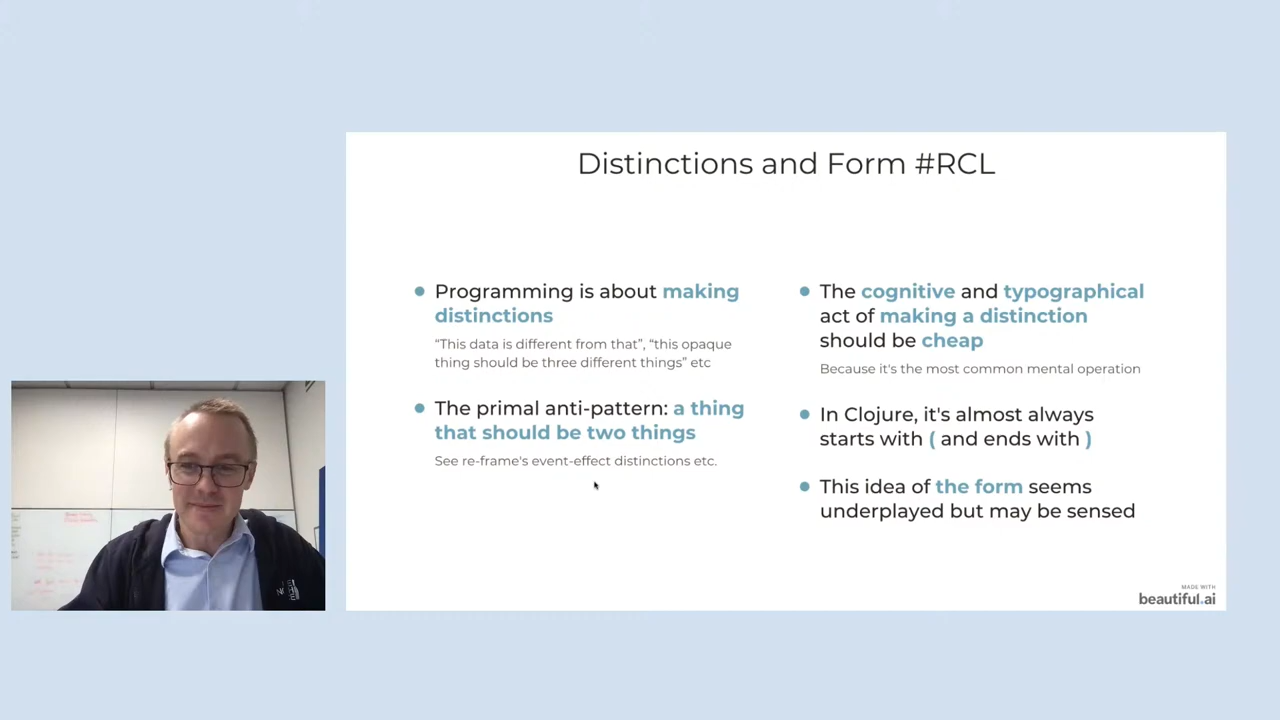 Distinctions and Form #RCL
Programming is about making
distinctions
“This data is different from that”, “this opaque
thing should be three different things” etc
The primal anti-pattern: a thing
that should be two things
See re-frame's event-effect distinctions etc.
The cognitive and typographical
act of making a distinction
should be cheap
Because it's the most common mental operation
In Clojure, it's almost always
starts with ( and ends with )
This idea of the form seems
underplayed but may be sensed
MADE WITH
beautiful.ai